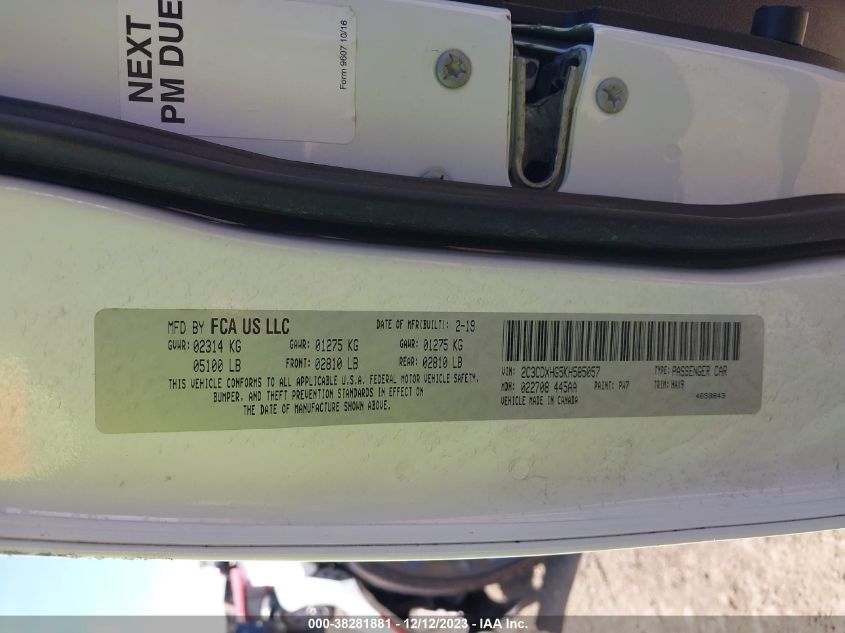 NEXT
PM DUE
Form 9607 10/16
MFD BY FCA US LLC
DATE OF MFR(BUILT): 2-19
GVWR: 02314 KG GAWR: 01275 KG GAWR: 01275 KG
05100 LB FRONT: 02810 LB REAR: 02810 LB
THIS VEHICLE CONFORMS TO ALL APPLICABLE U.S.A. FEDERAL MOTOR VEHICLE SAFETY,
BUMPER, AND THEFT PREVENTION STANDARDS IN EFFECT ON
THE DATE OF MANUFACTURE SHOWN ABOVE.
VIN: 2C3CDXHG5KH585057 TYPE: PASSENGER CAR
MDH: 022708 445AA PAINT: PW7 TRIM: HAX9
VEHICLE MADE IN CANADA 4658843
000-38281881 - 12/12/2023 - © IAA Inc.